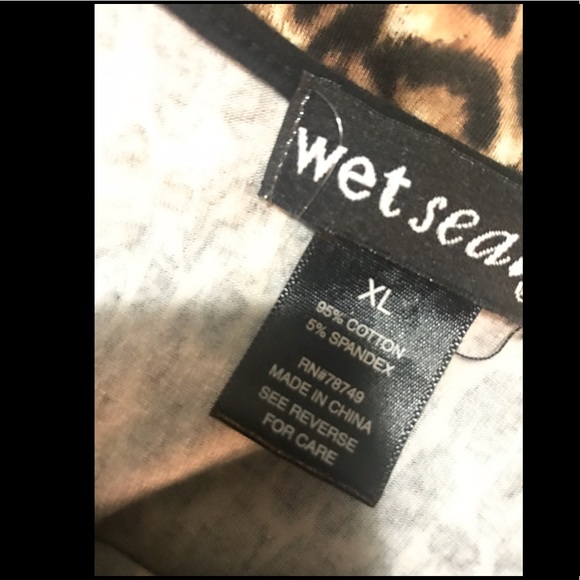 wet sea
XL
95% COTTON
5% SPANDEX
RN#78749
MADE IN CHINA
SEE REVERSE
FOR CARE